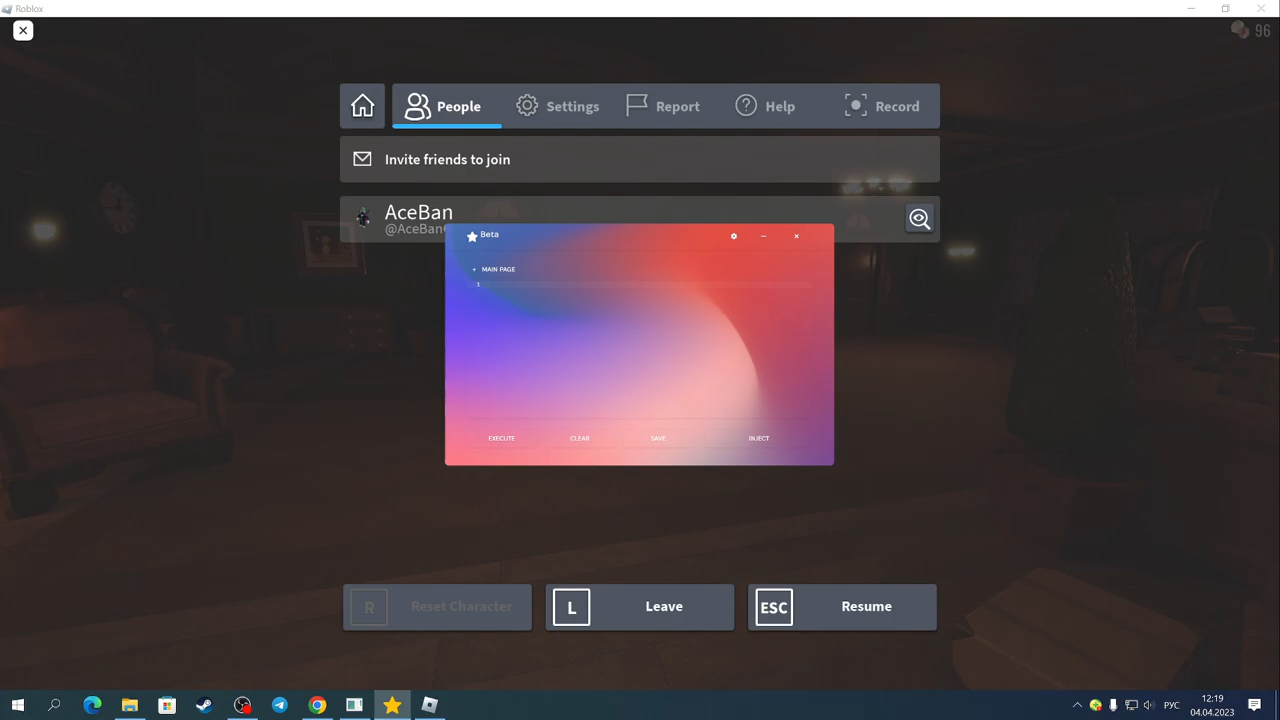 Roblox
96
People
Settings
Report
Help
Record
Invite friends to join
AceBan
@AceBan
Beta
+ MAIN PAGE
1
EXECUTE
CLEAR
SAVE
INJECT
R
Reset Character
L
Leave
ESC
Resume
РУС
12:19
04.04.2023